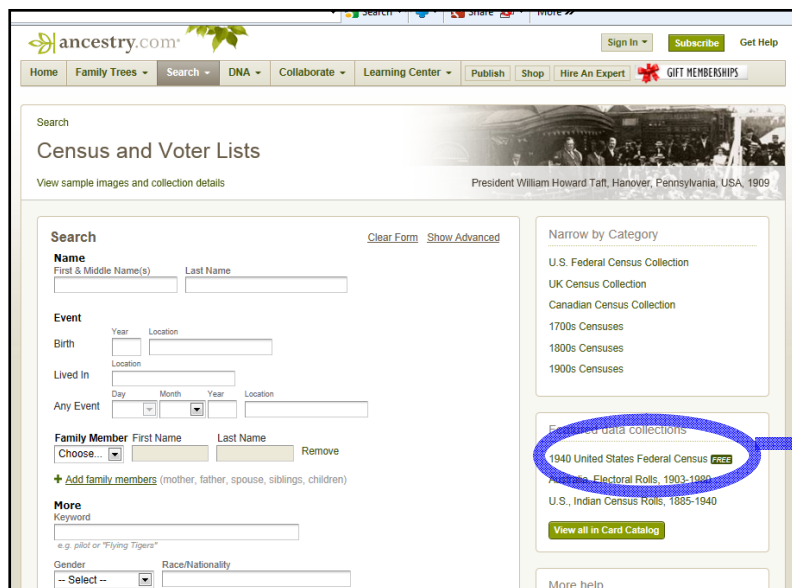 Search Share More »
ancestry.com
Sign In Subscribe Get Help
Home Family Trees Search DNA Collaborate Learning Center Publish Shop Hire An Expert GIFT MEMBERSHIPS
Search
Census and Voter Lists
View sample images and collection details
President William Howard Taft, Hanover, Pennsylvania, USA, 1909
Search
Clear Form Show Advanced
Name
First & Middle Name(s) Last Name
Event
Year Location
Birth
Location
Lived In
Day Month Year Location
Any Event
Family Member First Name Last Name
Choose... Remove
+ Add family members (mother, father, spouse, siblings, children)
More
Keyword
e.g. pilot or "Flying Tigers"
Gender Race/Nationality
-- Select --
Narrow by Category
U.S. Federal Census Collection
UK Census Collection
Canadian Census Collection
1700s Censuses
1800s Censuses
1900s Censuses
Featured data collections
1940 United States Federal Census FREE
Australia, Electoral Rolls, 1903-1980
U.S., Indian Census Rolls, 1885-1940
View all in Card Catalog
More help